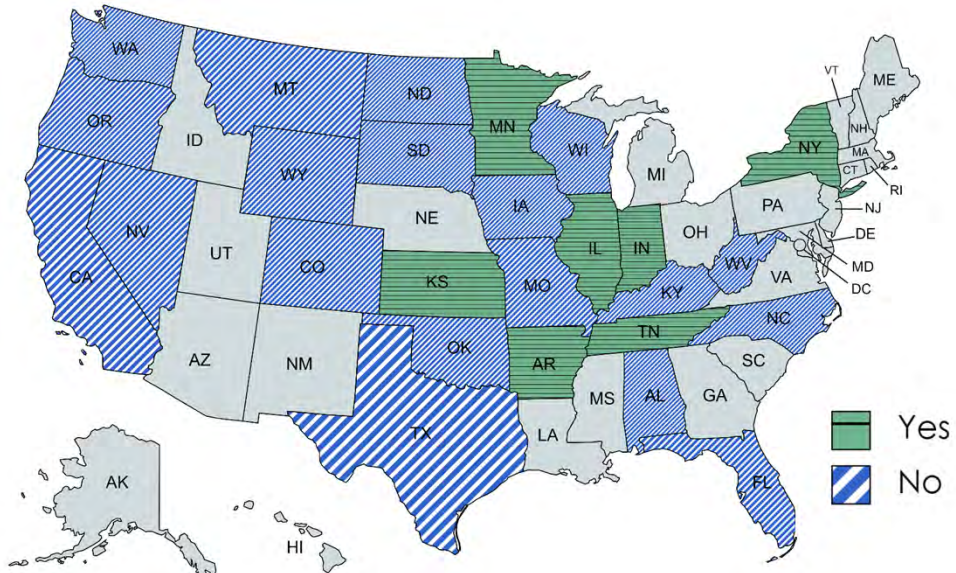 WA
MT
ND
MN
VT
ME
OR
ID
SD
WI
NH
NY
MA
WY
MI
CT
RI
IA
PA
NJ
NE
OH
NV
IL
IN
DE
UT
CO
WV
MD
CA
KS
MO
VA
KY
DC
NC
TN
AZ
NM
OK
AR
SC
MS
AL
GA
Yes
TX
LA
AK
FL
No
HI